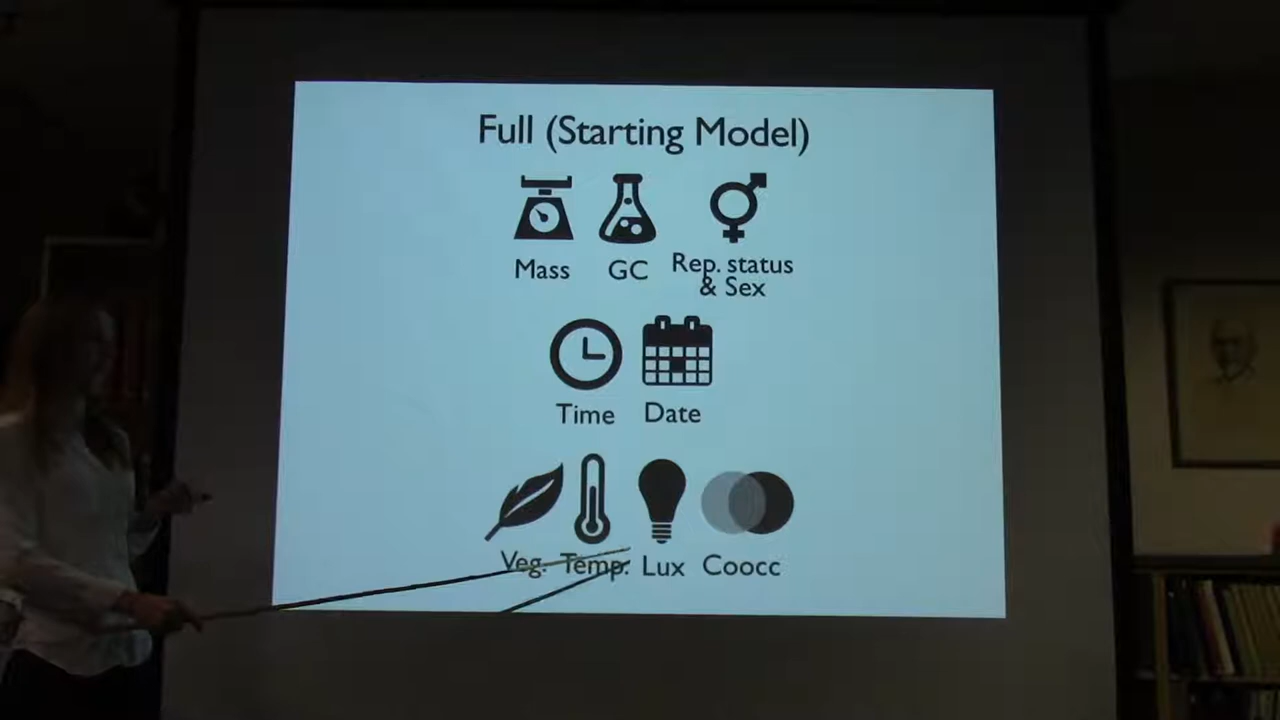 Full (Starting Model)
Mass GC Rep. status
& Sex
Time Date
Veg. Temp. Lux Coocc